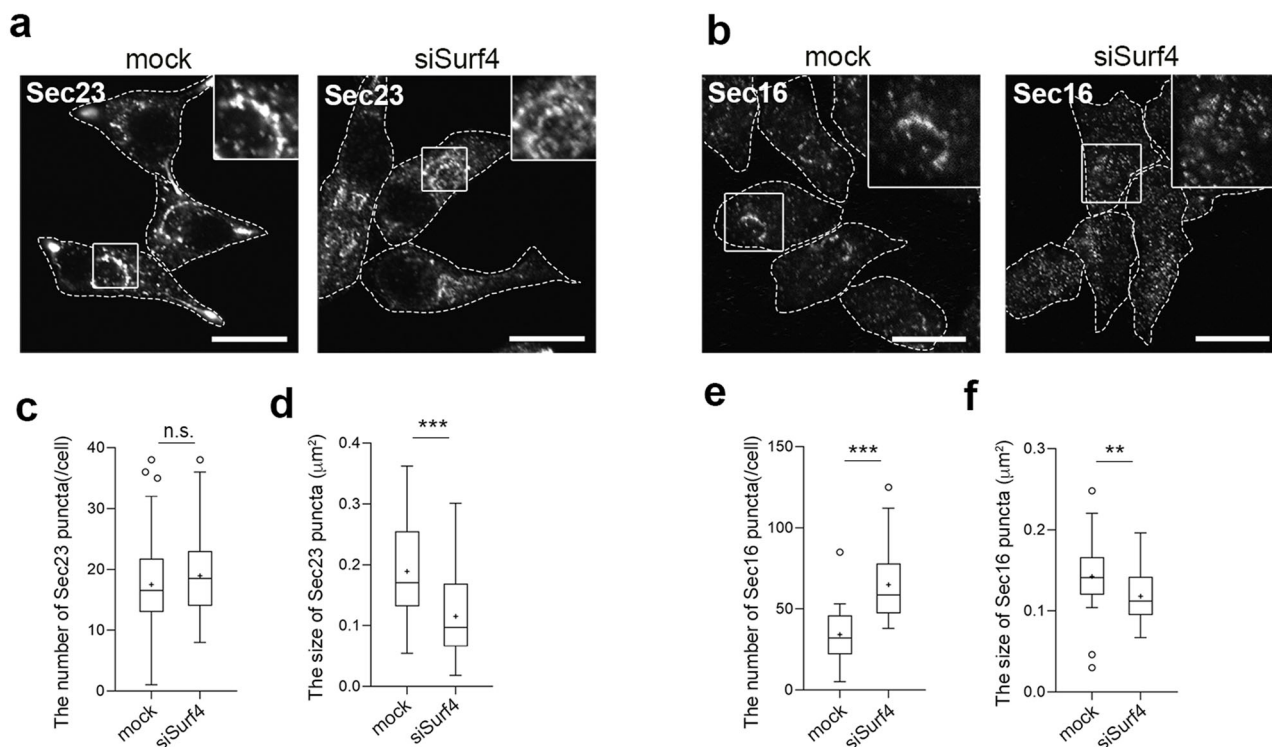 a
mock
siSurf4
Sec23
Sec23
b
mock
siSurf4
Sec16
Sec16
c
The number of Sec23 puncta(/cell)
n.s.
40
30
20
10
0
mock
siSurf4
d
The size of Sec23 puncta (μm²)
***
0.4
0.3
0.2
0.1
0.0
mock
siSurf4
e
The number of Sec16 puncta(/cell)
***
150
100
50
0
mock
siSurf4
f
The size of Sec16 puncta (μm²)
**
0.3
0.2
0.1
0.0
mock
siSurf4